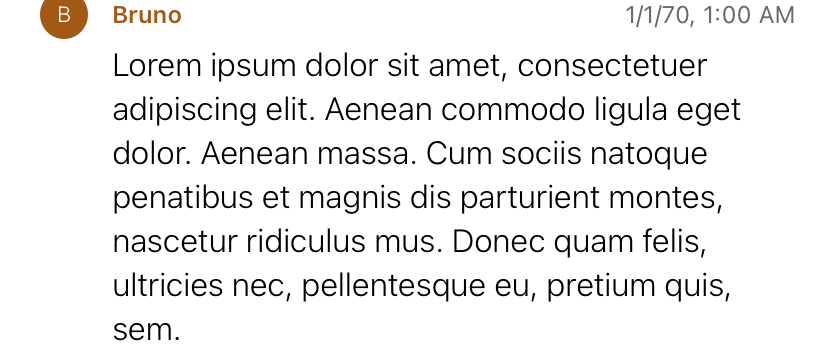 B Bruno 1/1/70, 1:00 AM
Lorem ipsum dolor sit amet, consectetuer
adipiscing elit. Aenean commodo ligula eget
dolor. Aenean massa. Cum sociis natoque
penatibus et magnis dis parturient montes,
nascetur ridiculus mus. Donec quam felis,
ultricies nec, pellentesque eu, pretium quis,
sem.